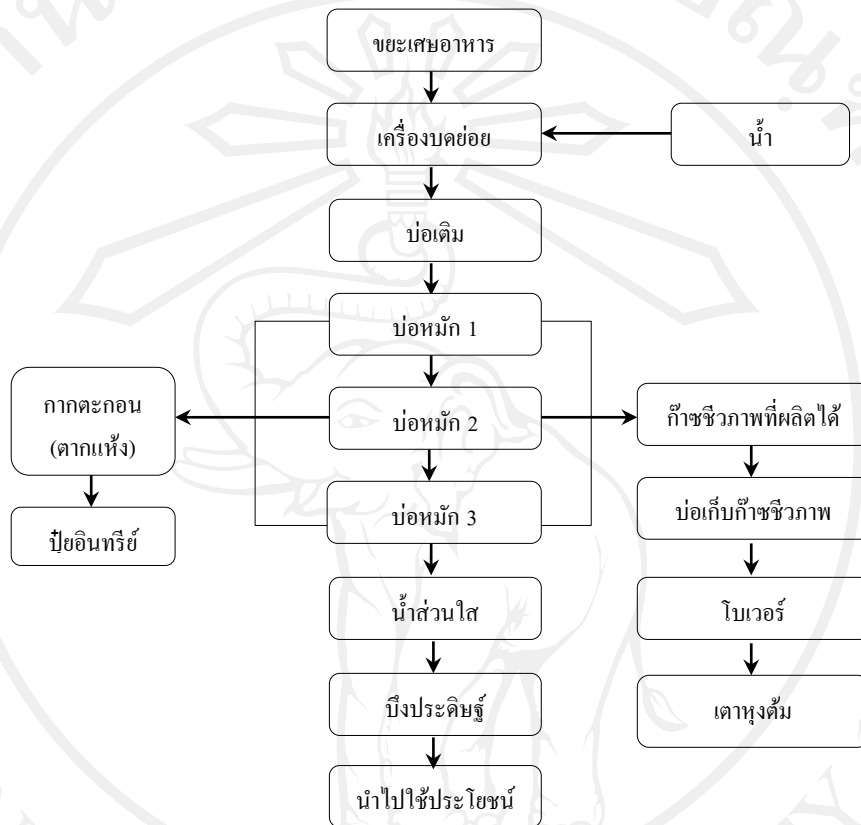 ขยะเศษอาหาร
เครื่องบดย่อย
น้ำ
บ่อเติม
บ่อหมัก 1
กากตะกอน
(ตากแห้ง)
บ่อหมัก 2
ก๊าซชีวภาพที่ผลิตได้
บ่อหมัก 3
บ่อเก็บก๊าซชีวภาพ
ปุ๋ยอินทรีย์
น้ำส่วนใส
โบเวอร์
บึงประดิษฐ์
เตาหุงต้ม
นำไปใช้ประโยชน์